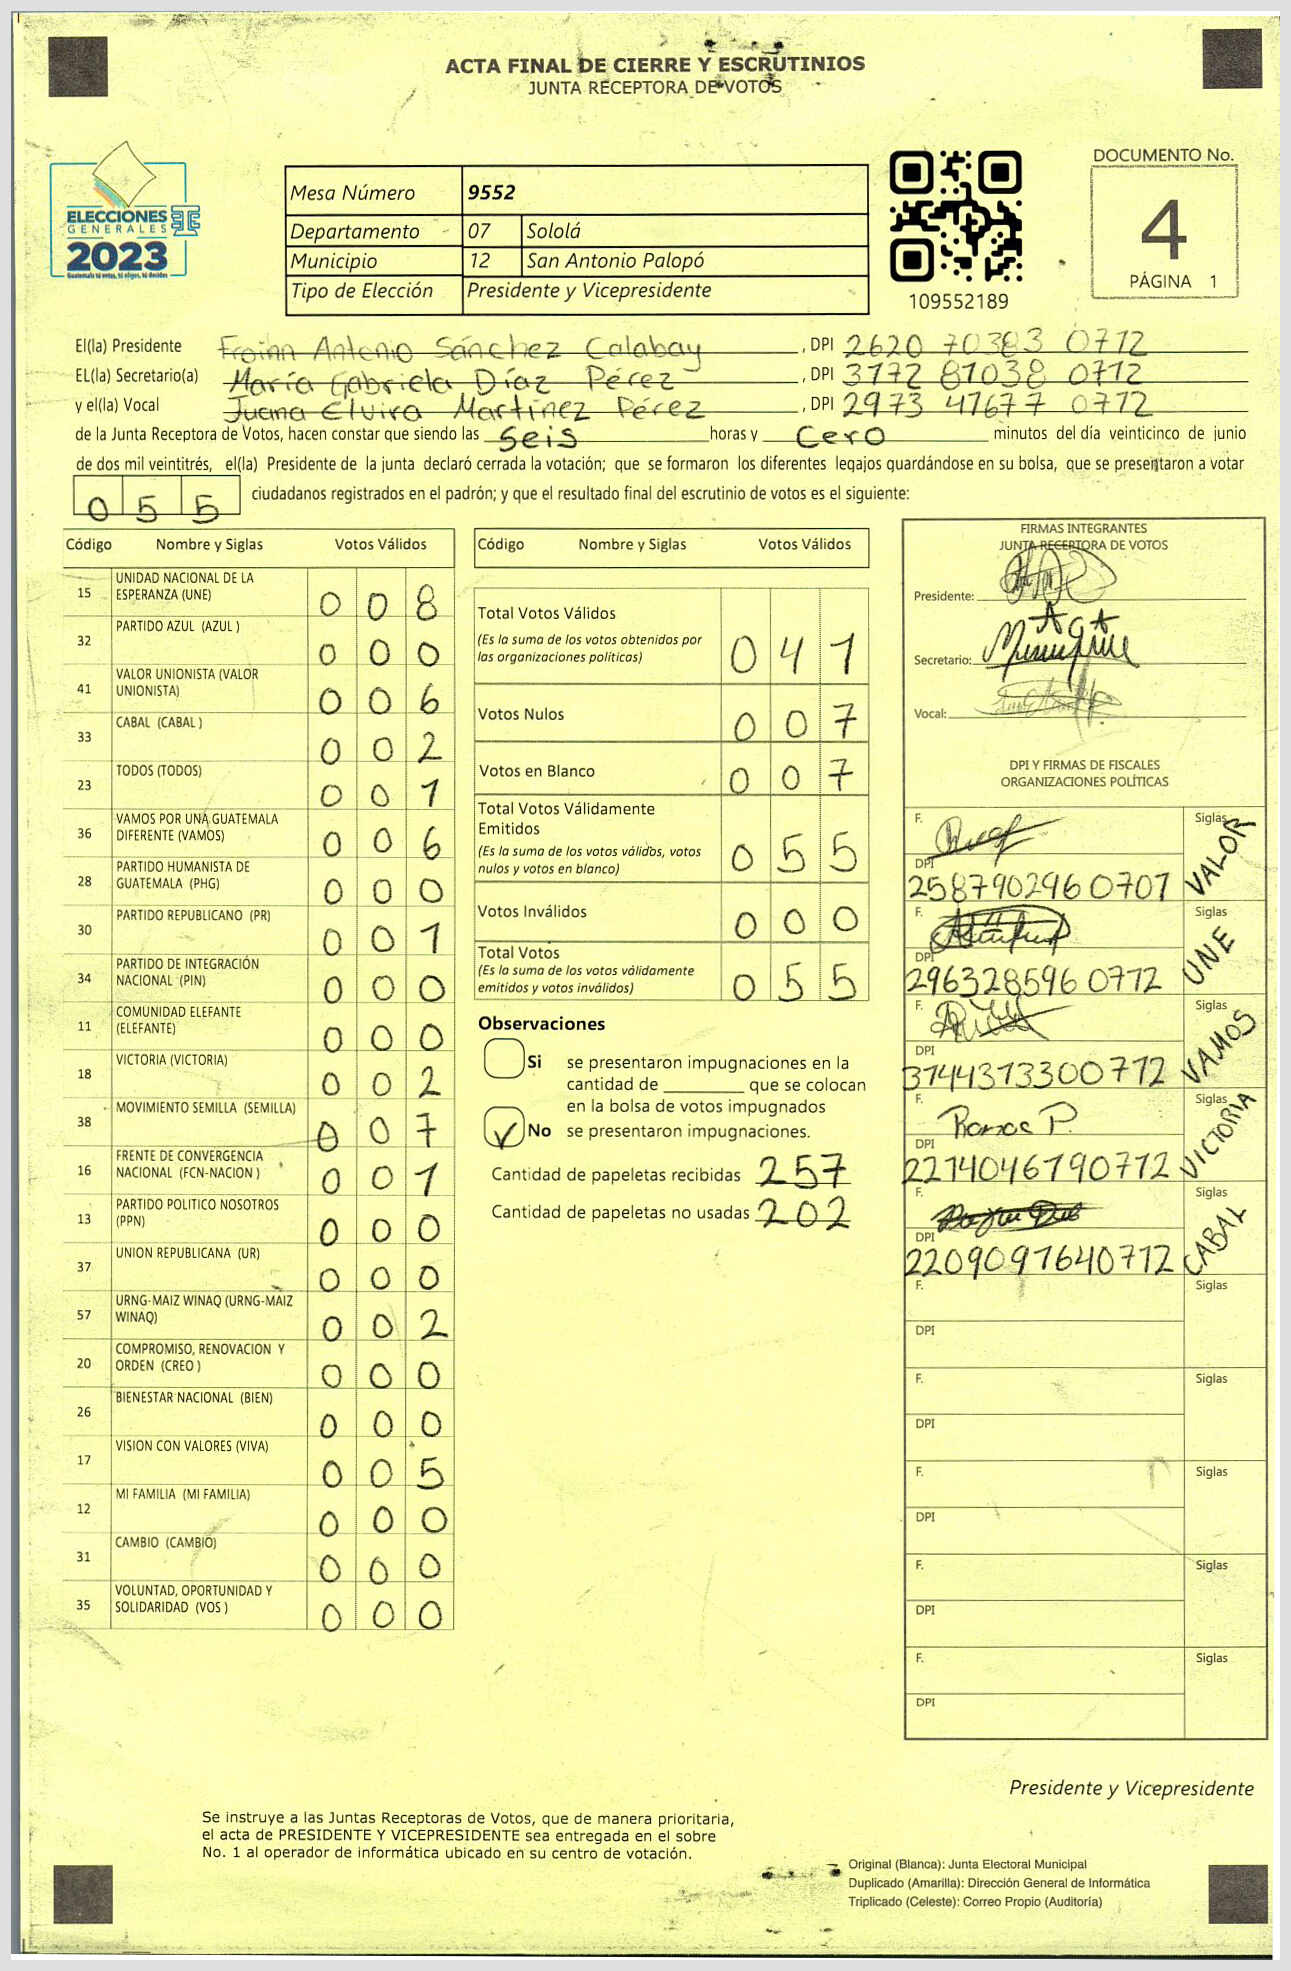 ACTA FINAL DE CIERRE Y ESCRUTINIOS
JUNTA RECEPTORA DE VOTOS
ELECCIONES
GENERALES
2023
Guatemala tú votas, tú eliges, tú decides
Mesa Número 9552
Departamento 07 Sololá
Municipio 12 San Antonio Palopó
Tipo de Elección Presidente y Vicepresidente
109552189
DOCUMENTO No.
4
PÁGINA 1
El(la) Presidente Froinn Antonio Sánchez Calabay, DPI 2620 70383 0712
EL(la) Secretario(a) María Gabriela Díaz Pérez, DPI 3172 81038 0712
y el(la) Vocal Juana Elvira Martinez Pérez, DPI 2973 41677 0712
de la Junta Receptora de Votos, hacen constar que siendo las Seis horas y Cero minutos del día veinticinco de junio
de dos mil veintitrés, el(la) Presidente de la junta declaró cerrada la votación; que se formaron los diferentes legajos guardándose en su bolsa, que se presentaron a votar
0 5 5 ciudadanos registrados en el padrón; y que el resultado final del escrutinio de votos es el siguiente:
Código Nombre y Siglas Votos Válidos
15 UNIDAD NACIONAL DE LA ESPERANZA (UNE) 0 0 8
32 PARTIDO AZUL (AZUL ) 0 0 0
41 VALOR UNIONISTA (VALOR UNIONISTA) 0 0 6
33 CABAL (CABAL ) 0 0 2
23 TODOS (TODOS) 0 0 1
36 VAMOS POR UNA GUATEMALA DIFERENTE (VAMOS) 0 0 6
28 PARTIDO HUMANISTA DE GUATEMALA (PHG) 0 0 0
30 PARTIDO REPUBLICANO (PR) 0 0 1
34 PARTIDO DE INTEGRACIÓN NACIONAL (PIN) 0 0 0
11 COMUNIDAD ELEFANTE (ELEFANTE) 0 0 0
18 VICTORIA (VICTORIA) 0 0 2
38 MOVIMIENTO SEMILLA (SEMILLA) 0 0 7
16 FRENTE DE CONVERGENCIA NACIONAL (FCN-NACION ) 0 0 1
13 PARTIDO POLITICO NOSOTROS (PPN) 0 0 0
37 UNION REPUBLICANA (UR) 0 0 0
57 URNG-MAIZ WINAQ (URNG-MAIZ WINAQ) 0 0 2
20 COMPROMISO, RENOVACION Y ORDEN (CREO ) 0 0 0
26 BIENESTAR NACIONAL (BIEN) 0 0 0
17 VISION CON VALORES (VIVA) 0 0 5
12 MI FAMILIA (MI FAMILIA) 0 0 0
31 CAMBIO (CAMBIO) 0 0 0
35 VOLUNTAD, OPORTUNIDAD Y SOLIDARIDAD (VOS ) 0 0 0
Código Nombre y Siglas Votos Válidos
Total Votos Válidos
(Es la suma de los votos obtenidos por
las organizaciones políticas) 0 4 1
Votos Nulos 0 0 7
Votos en Blanco 0 0 7
Total Votos Válidamente
Emitidos
(Es la suma de los votos válidos, votos
nulos y votos en blanco) 0 5 5
Votos Inválidos 0 0 0
Total Votos
(Es la suma de los votos válidamente
emitidos y votos inválidos) 0 5 5
Observaciones
Si se presentaron impugnaciones en la
cantidad de ________ que se colocan
en la bolsa de votos impugnados
No se presentaron impugnaciones.
Cantidad de papeletas recibidas 257
Cantidad de papeletas no usadas 202
FIRMAS INTEGRANTES
JUNTA RECEPTORA DE VOTOS
Presidente:
Secretario:
Vocal:
DPI Y FIRMAS DE FISCALES
ORGANIZACIONES POLÍTICAS
F. Siglas VALOR
DPI 2587902960701
F. Siglas UNE
DPI 296328596 0712
F. Siglas VAMOS
DPI 3144373300712
F. Ramos P. Siglas VICTORIA
DPI 2214046190712
F. Siglas CABAL
DPI 2209097640712
F. Siglas
DPI
F. Siglas
DPI
F. Siglas
DPI
F. Siglas
DPI
F. Siglas
DPI
Presidente y Vicepresidente
Se instruye a las Juntas Receptoras de Votos, que de manera prioritaria,
el acta de PRESIDENTE Y VICEPRESIDENTE sea entregada en el sobre
No. 1 al operador de informática ubicado en su centro de votación.
Original (Blanca): Junta Electoral Municipal
Duplicado (Amarilla): Dirección General de Informática
Triplicado (Celeste): Correo Propio (Auditoría)